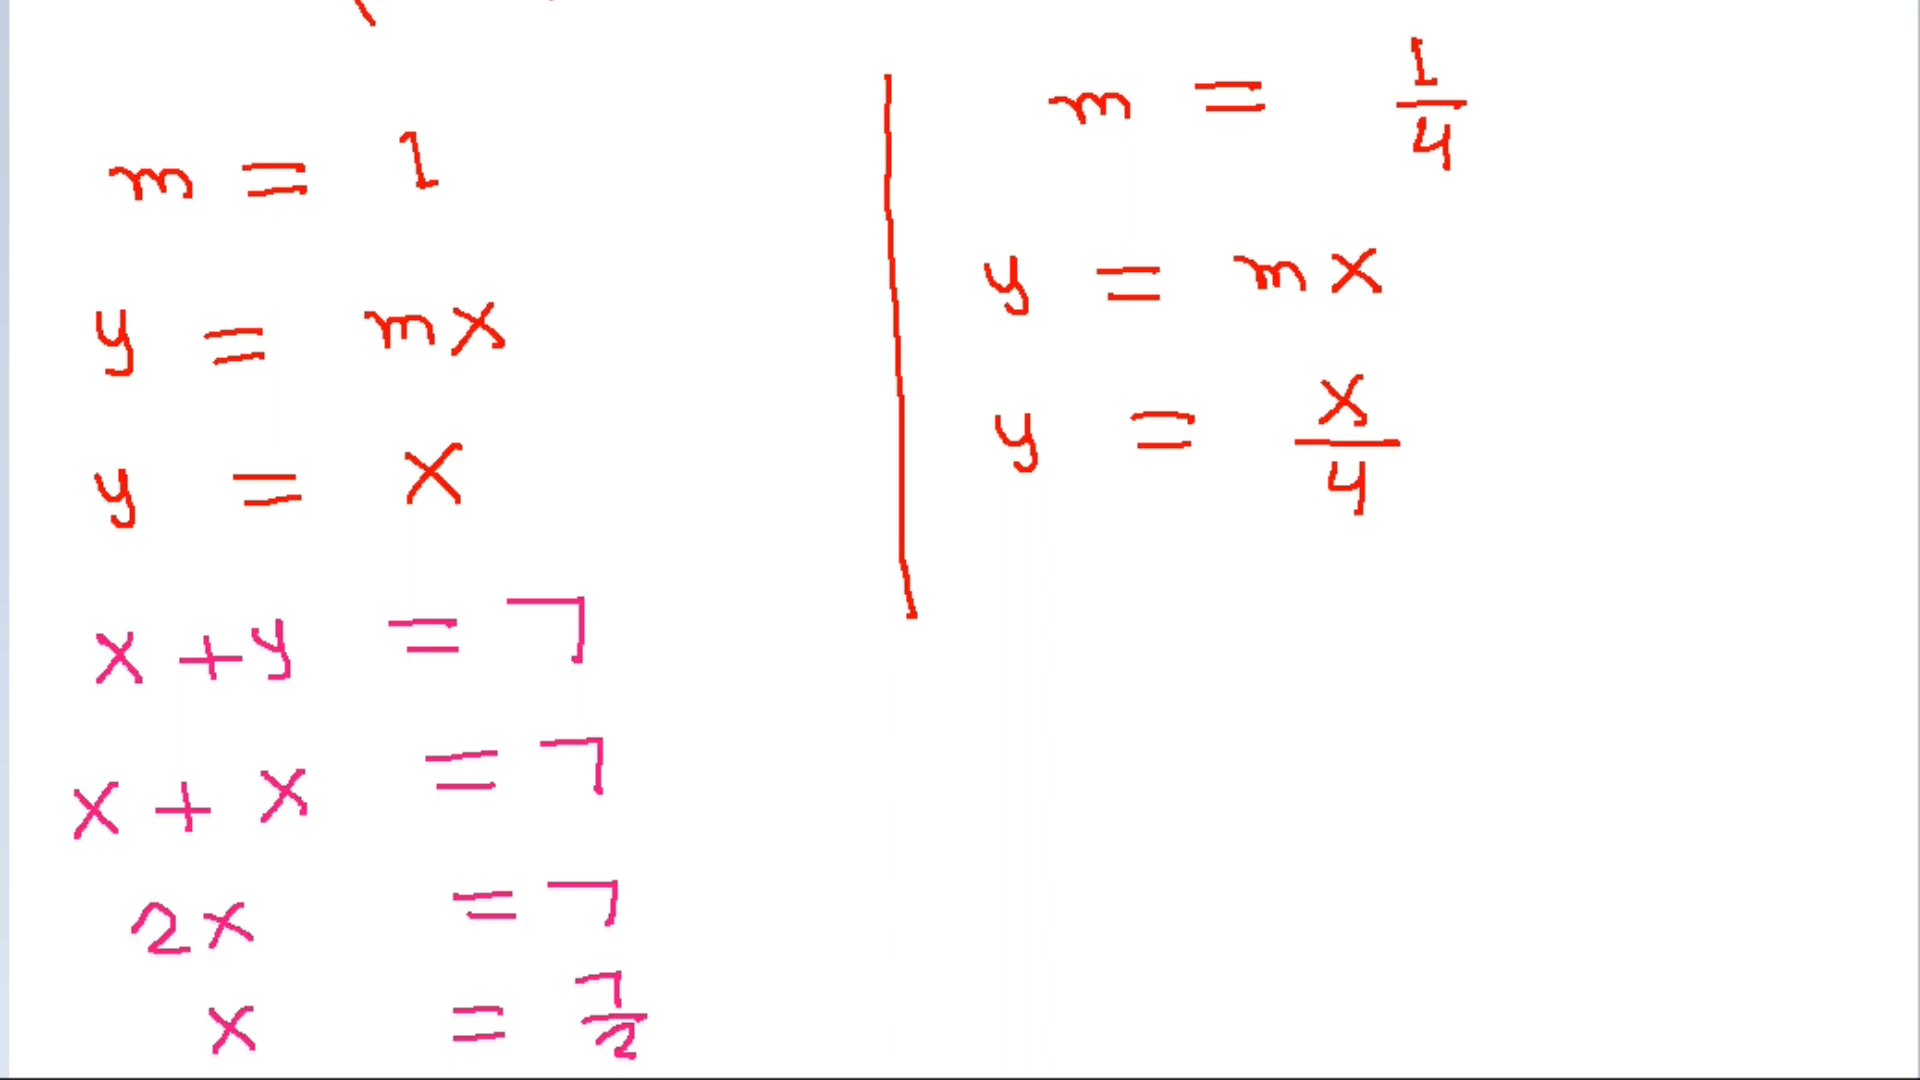 m = 1
y = mx
y = x
x + y = 7
x + x = 7
2x = 7
x = 7/2
m = 1/4
y = mx
y = x/4